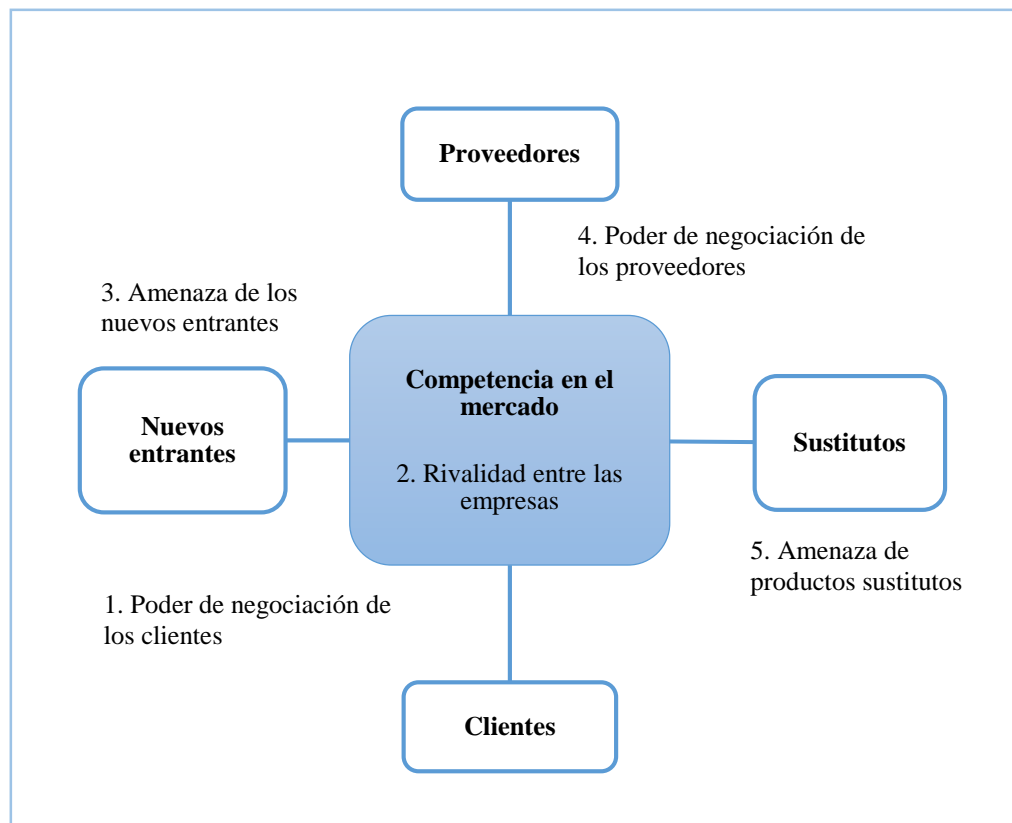 Proveedores
4. Poder de negociación de
los proveedores
3. Amenaza de los
nuevos entrantes
Competencia en el
mercado
2. Rivalidad entre las
empresas
Nuevos
entrantes
Sustitutos
5. Amenaza de
productos sustitutos
1. Poder de negociación de
los clientes
Clientes